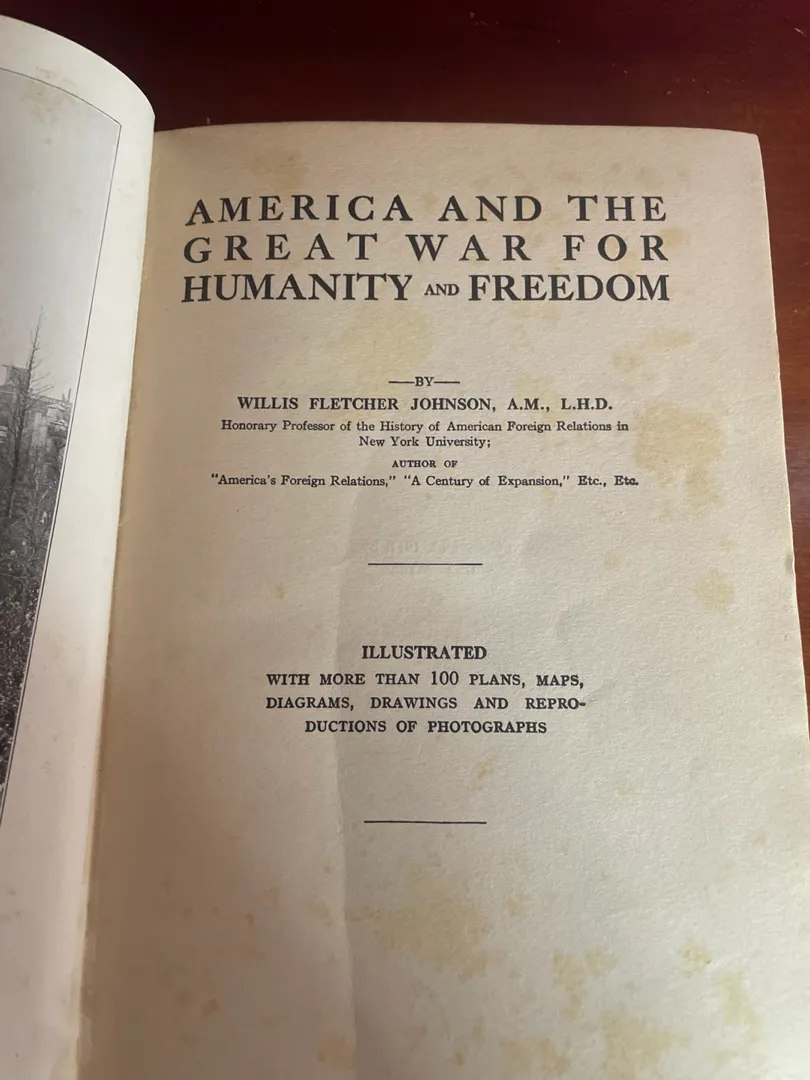 AMERICA AND THE
GREAT WAR FOR
HUMANITY AND FREEDOM
—BY—
WILLIS FLETCHER JOHNSON, A.M., L.H.D.
Honorary Professor of the History of American Foreign Relations in
New York University;
AUTHOR OF
"America's Foreign Relations," "A Century of Expansion," Etc., Etc.
ILLUSTRATED
WITH MORE THAN 100 PLANS, MAPS,
DIAGRAMS, DRAWINGS AND REPRO-
DUCTIONS OF PHOTOGRAPHS